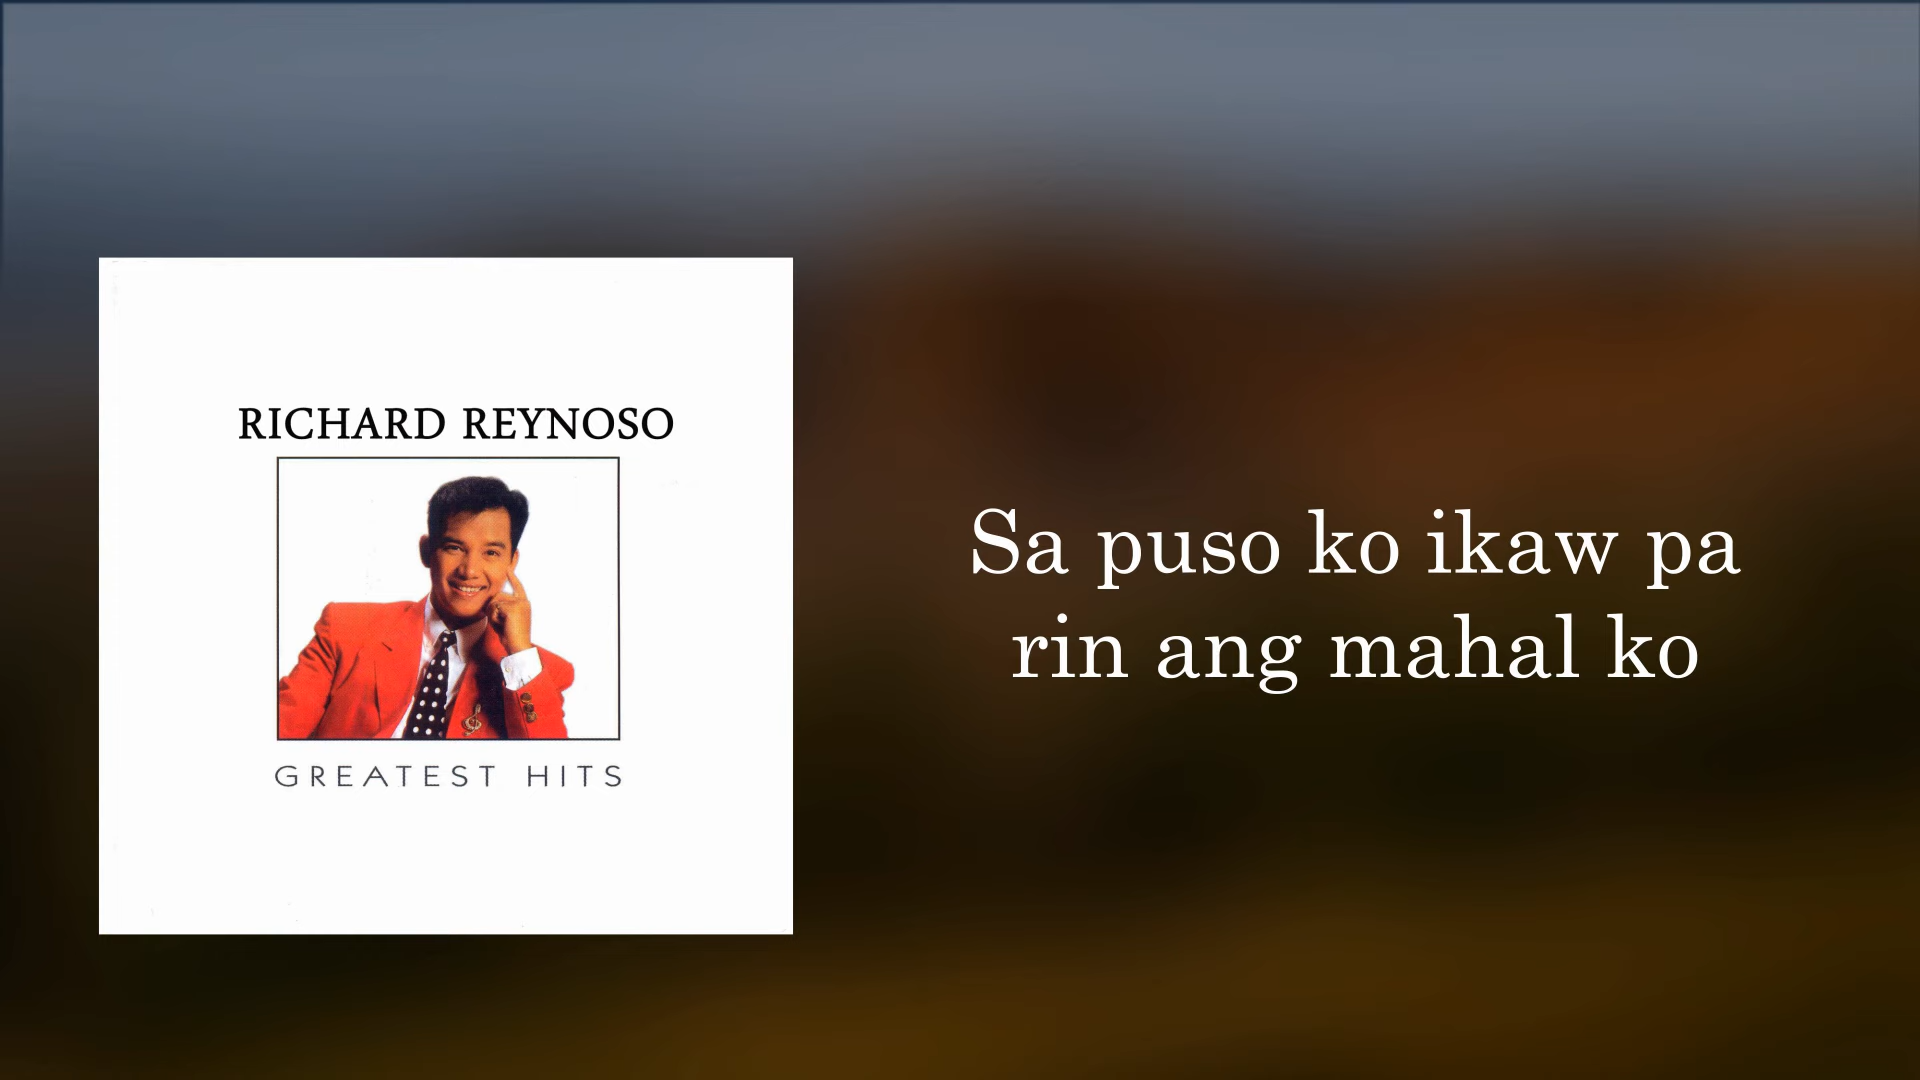 RICHARD REYNOSO
GREATEST HITS
Sa puso ko ikaw pa
rin ang mahal ko